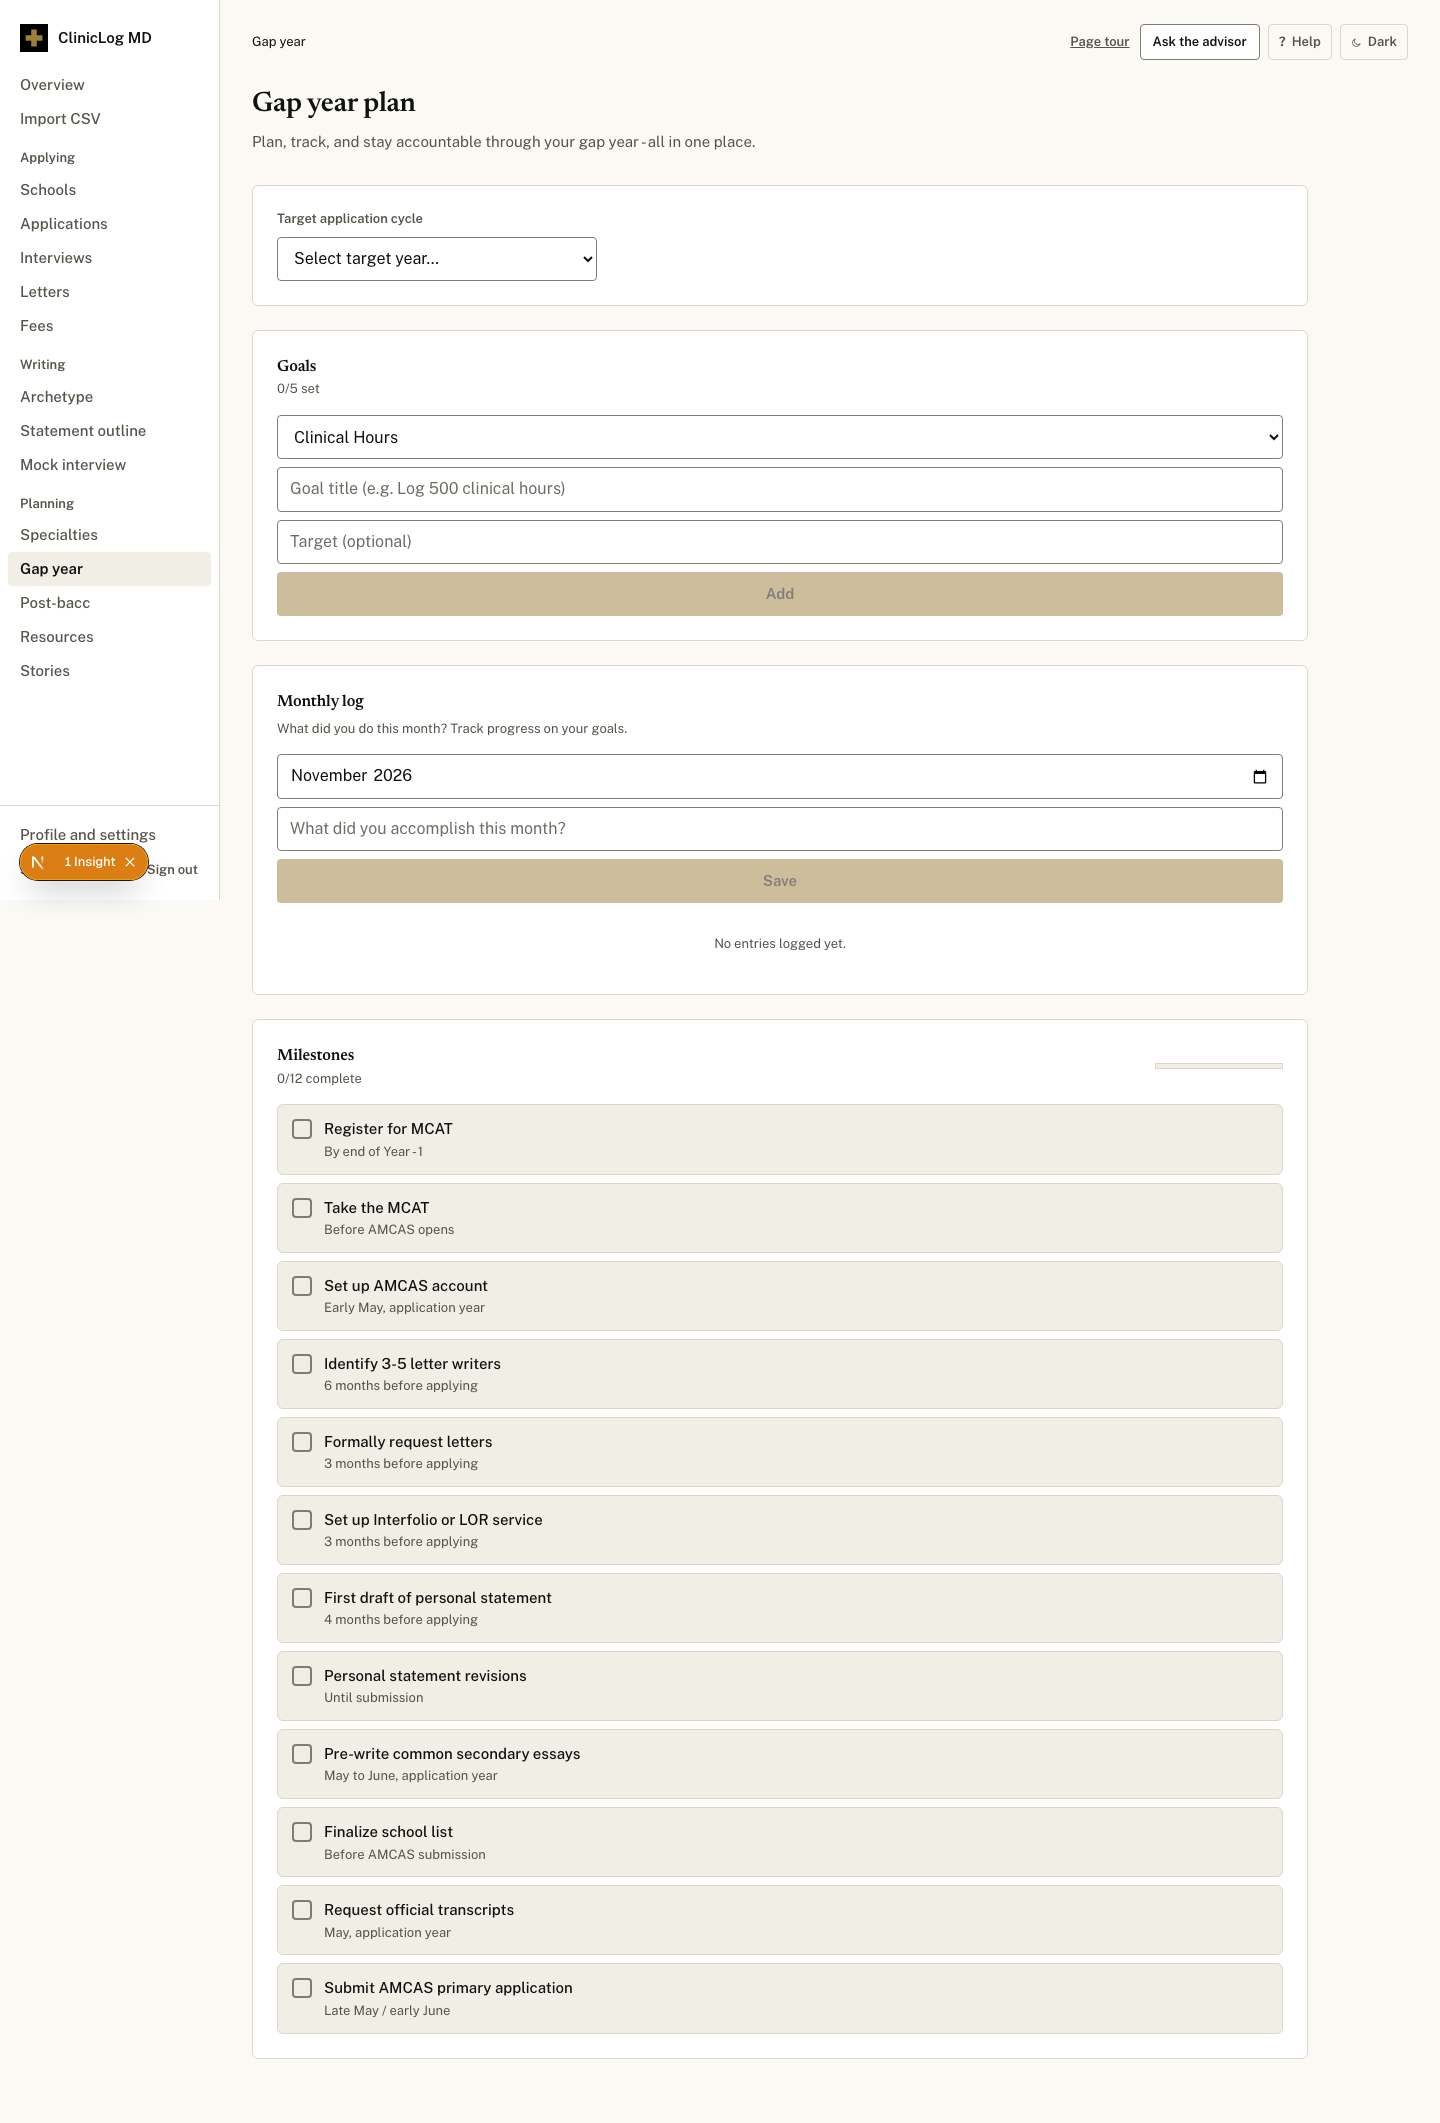 ClinicLog MD
Overview
Import CSV
Applying
Schools
Applications
Interviews
Letters
Fees
Writing
Archetype
Statement outline
Mock interview
Planning
Specialties
Gap year
Post-bacc
Resources
Stories
Profile and settings
1 Insight
Sign out
Gap year
Page tour
Ask the advisor
? Help
Dark
Gap year plan
Plan, track, and stay accountable through your gap year - all in one place.
Target application cycle
Select target year...
Goals
0/5 set
Clinical Hours
Goal title (e.g. Log 500 clinical hours)
Target (optional)
Add
Monthly log
What did you do this month? Track progress on your goals.
November 2026
What did you accomplish this month?
Save
No entries logged yet.
Milestones
0/12 complete
Register for MCAT
By end of Year - 1
Take the MCAT
Before AMCAS opens
Set up AMCAS account
Early May, application year
Identify 3-5 letter writers
6 months before applying
Formally request letters
3 months before applying
Set up Interfolio or LOR service
3 months before applying
First draft of personal statement
4 months before applying
Personal statement revisions
Until submission
Pre-write common secondary essays
May to June, application year
Finalize school list
Before AMCAS submission
Request official transcripts
May, application year
Submit AMCAS primary application
Late May / early June